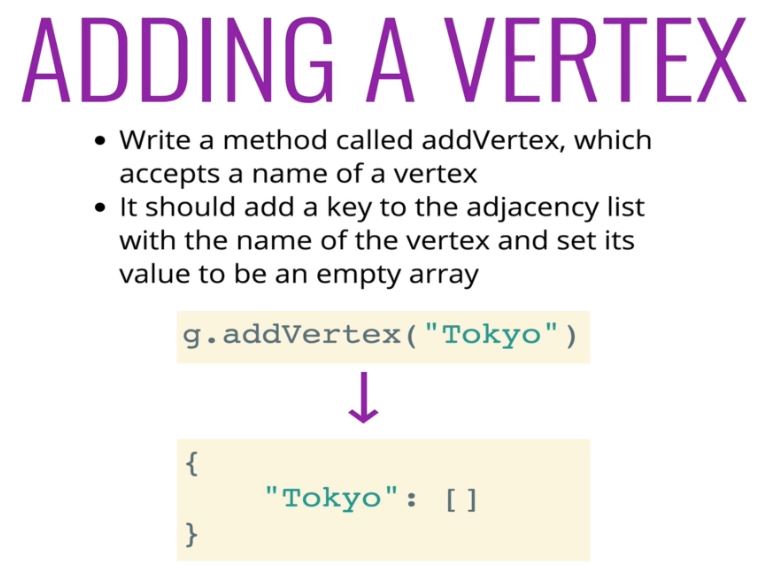 ADDING A VERTEX
• Write a method called addVertex, which
accepts a name of a vertex
• It should add a key to the adjacency list
with the name of the vertex and set its
value to be an empty array
g.addVertex("Tokyo")
{
"Tokyo": []
}